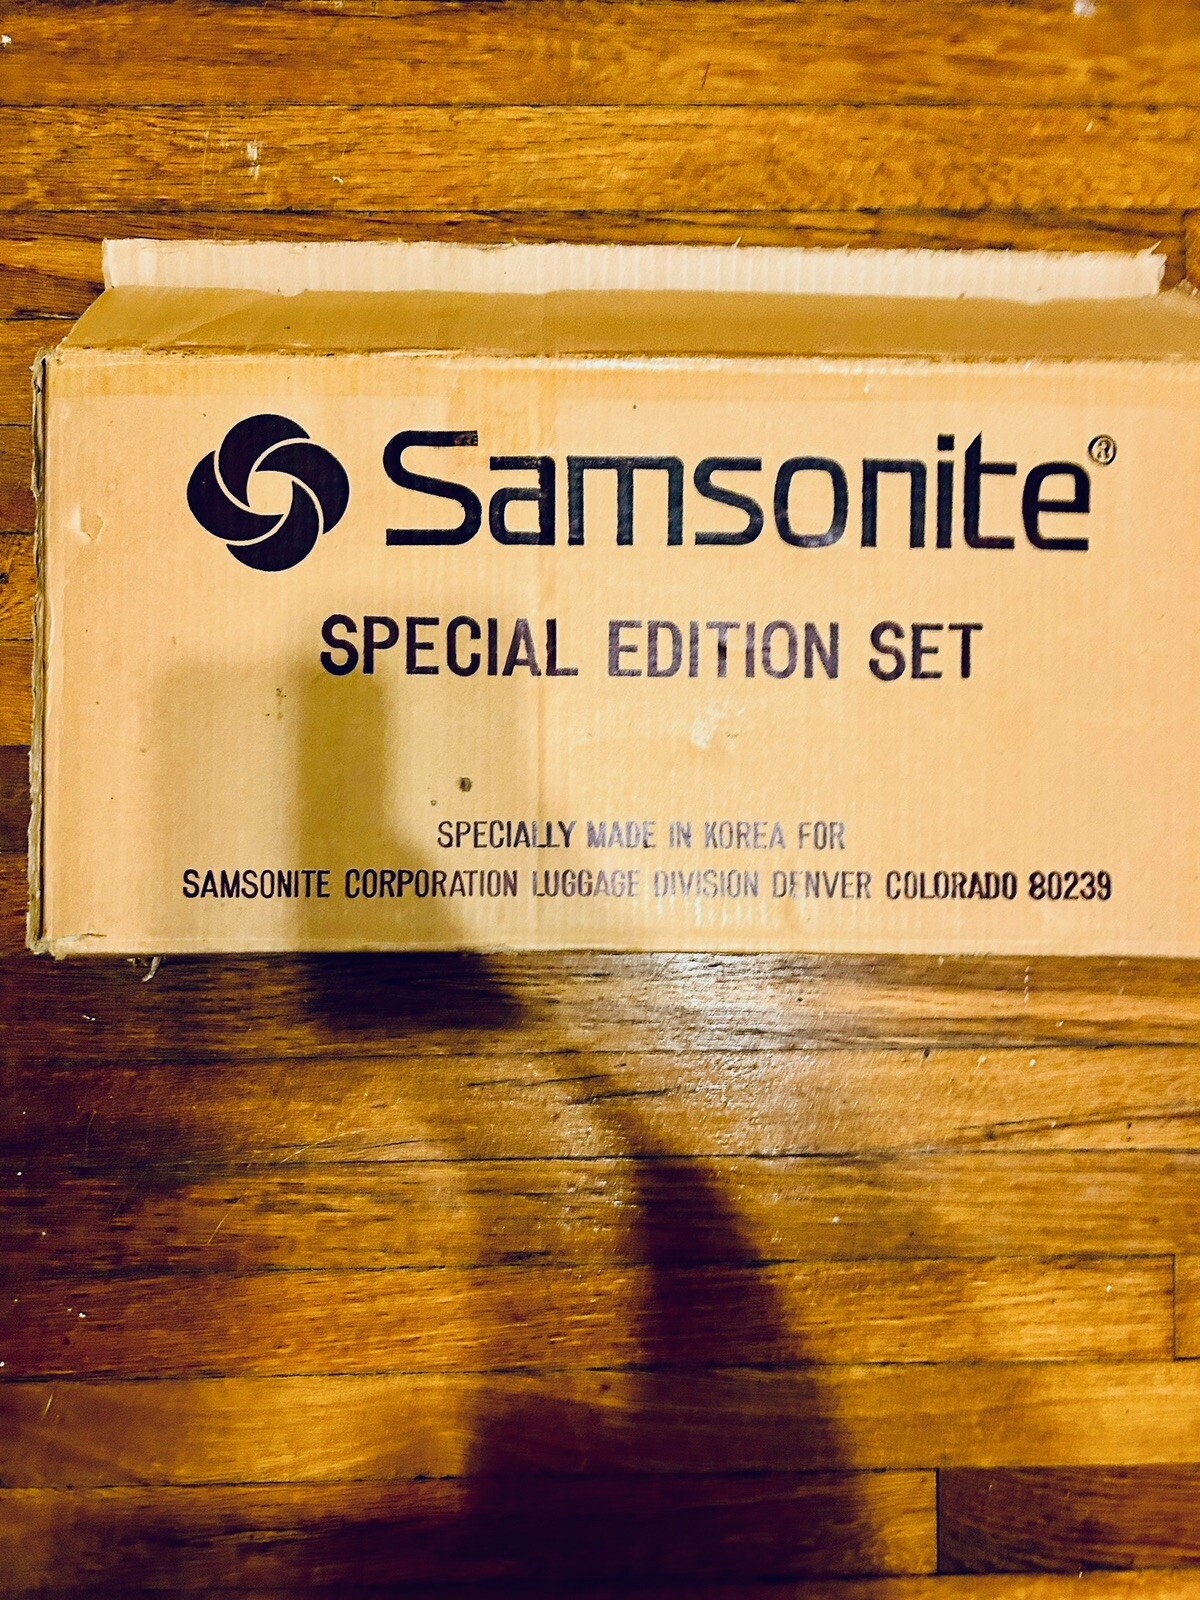 Samsonite®
SPECIAL EDITION SET
SPECIALLY MADE IN KOREA FOR
SAMSONITE CORPORATION LUGGAGE DIVISION DENVER COLORADO 80239